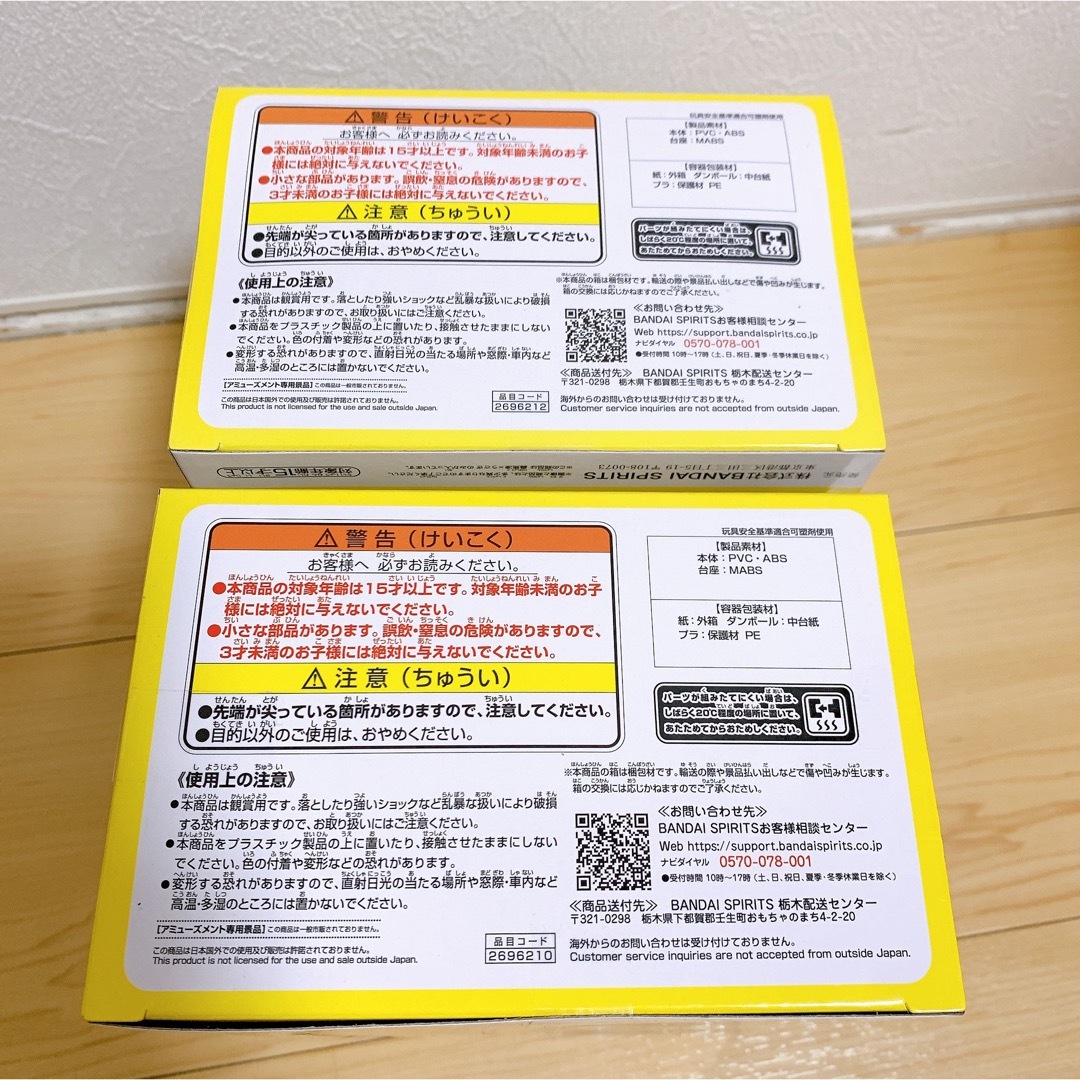 ⚠警告（けいこく）
お客様へ 必ずお読みください。
●本商品の対象年齢は15才以上です。対象年齢未満のお子
様には絶対に与えないでください。
●小さな部品があります。誤飲・窒息の危険がありますので、
3才未満のお子様には絶対に与えないでください。
⚠注意（ちゅうい）
●先端が尖っている箇所がありますので、注意してください。
●目的以外のご使用は、おやめください。
《使用上の注意》
●本商品は観賞用です。落としたり強いショックなど乱暴な扱いにより破損
する恐れがありますので、お取り扱いにはご注意ください。
●本商品をプラスチック製品の上に置いたり、接触させたままにしない
でください。色の付着や変形などの恐れがあります。
●変形する恐れがありますので、直射日光の当たる場所や窓際・車内など
高温・多湿のところには置かないでください。
【アミューズメント専用景品】この商品は一般市販されておりません。
この商品は日本国外での使用及び販売は許諾されておりません。
This product is not licensed for the use and sale outside Japan.
品目コード
2696212
玩具安全基準適合可塑剤使用
【製品素材】
本体：PVC・ABS
台座：MABS
【容器包装材】
紙：外箱 ダンボール：中台紙
プラ：保護材 PE
パーツが組みたてにくい場合は、
しばらく20℃程度の場所に置いて、
あたためてからおためしください。
※本商品の箱は梱包材です。輸送の際や景品払い出しなどで傷や凹みが生じます。
箱の交換には応じかねますのでご了承ください。
≪お問い合わせ先≫
BANDAI SPIRITSお客様相談センター
Web https://support.bandaispirits.co.jp
ナビダイヤル 0570-078-001
●受付時間 10時～17時（土、日、祝日、夏季・冬季休業日を除く）
≪商品送付先≫ BANDAI SPIRITS 栃木配送センター
〒321-0298 栃木県下都賀郡壬生町おもちゃのまち4-2-20
海外からのお問い合わせは受け付けておりません。
Customer service inquiries are not accepted from outside Japan.
対象年齢15才以上
株式会社BANDAI SPIRITS
〒108-0073
⚠警告（けいこく）
お客様へ 必ずお読みください。
●本商品の対象年齢は15才以上です。対象年齢未満のお子
様には絶対に与えないでください。
●小さな部品があります。誤飲・窒息の危険がありますので、
3才未満のお子様には絶対に与えないでください。
⚠注意（ちゅうい）
●先端が尖っている箇所がありますので、注意してください。
●目的以外のご使用は、おやめください。
《使用上の注意》
●本商品は観賞用です。落としたり強いショックなど乱暴な扱いにより破損
する恐れがありますので、お取り扱いにはご注意ください。
●本商品をプラスチック製品の上に置いたり、接触させたままにしない
でください。色の付着や変形などの恐れがあります。
●変形する恐れがありますので、直射日光の当たる場所や窓際・車内など
高温・多湿のところには置かないでください。
【アミューズメント専用景品】この商品は一般市販されておりません。
この商品は日本国外での使用及び販売は許諾されておりません。
This product is not licensed for the use and sale outside Japan.
品目コード
2696210
玩具安全基準適合可塑剤使用
【製品素材】
本体：PVC・ABS
台座：MABS
【容器包装材】
紙：外箱 ダンボール：中台紙
プラ：保護材 PE
パーツが組みたてにくい場合は、
しばらく20℃程度の場所に置いて、
あたためてからおためしください。
※本商品の箱は梱包材です。輸送の際や景品払い出しなどで傷や凹みが生じます。
箱の交換には応じかねますのでご了承ください。
≪お問い合わせ先≫
BANDAI SPIRITSお客様相談センター
Web https://support.bandaispirits.co.jp
ナビダイヤル 0570-078-001
●受付時間 10時～17時（土、日、祝日、夏季・冬季休業日を除く）
≪商品送付先≫ BANDAI SPIRITS 栃木配送センター
〒321-0298 栃木県下都賀郡壬生町おもちゃのまち4-2-20
海外からのお問い合わせは受け付けておりません。
Customer service inquiries are not accepted from outside Japan.